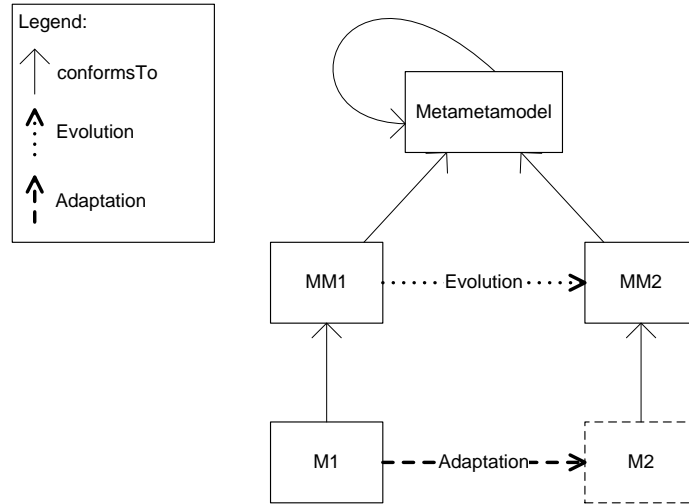 Legend:
conformsTo
Evolution
Adaptation
Metametamodel
MM1
Evolution
MM2
M1
Adaptation
M2